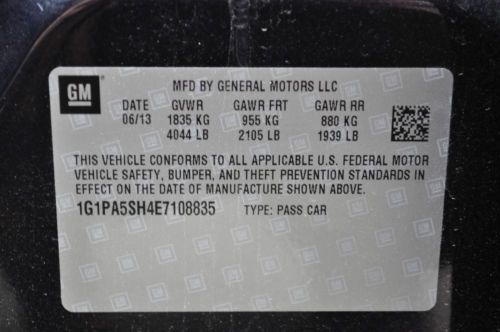 GM
MFD BY GENERAL MOTORS LLC
DATE GVWR GAWR FRT GAWR RR
06/13 1835 KG 955 KG 880 KG
4044 LB 2105 LB 1939 LB
THIS VEHICLE CONFORMS TO ALL APPLICABLE U.S. FEDERAL MOTOR
VEHICLE SAFETY, BUMPER, AND THEFT PREVENTION STANDARDS IN
EFFECT ON THE DATE OF MANUFACTURE SHOWN ABOVE.
1G1PA5SH4E7108835 TYPE: PASS CAR